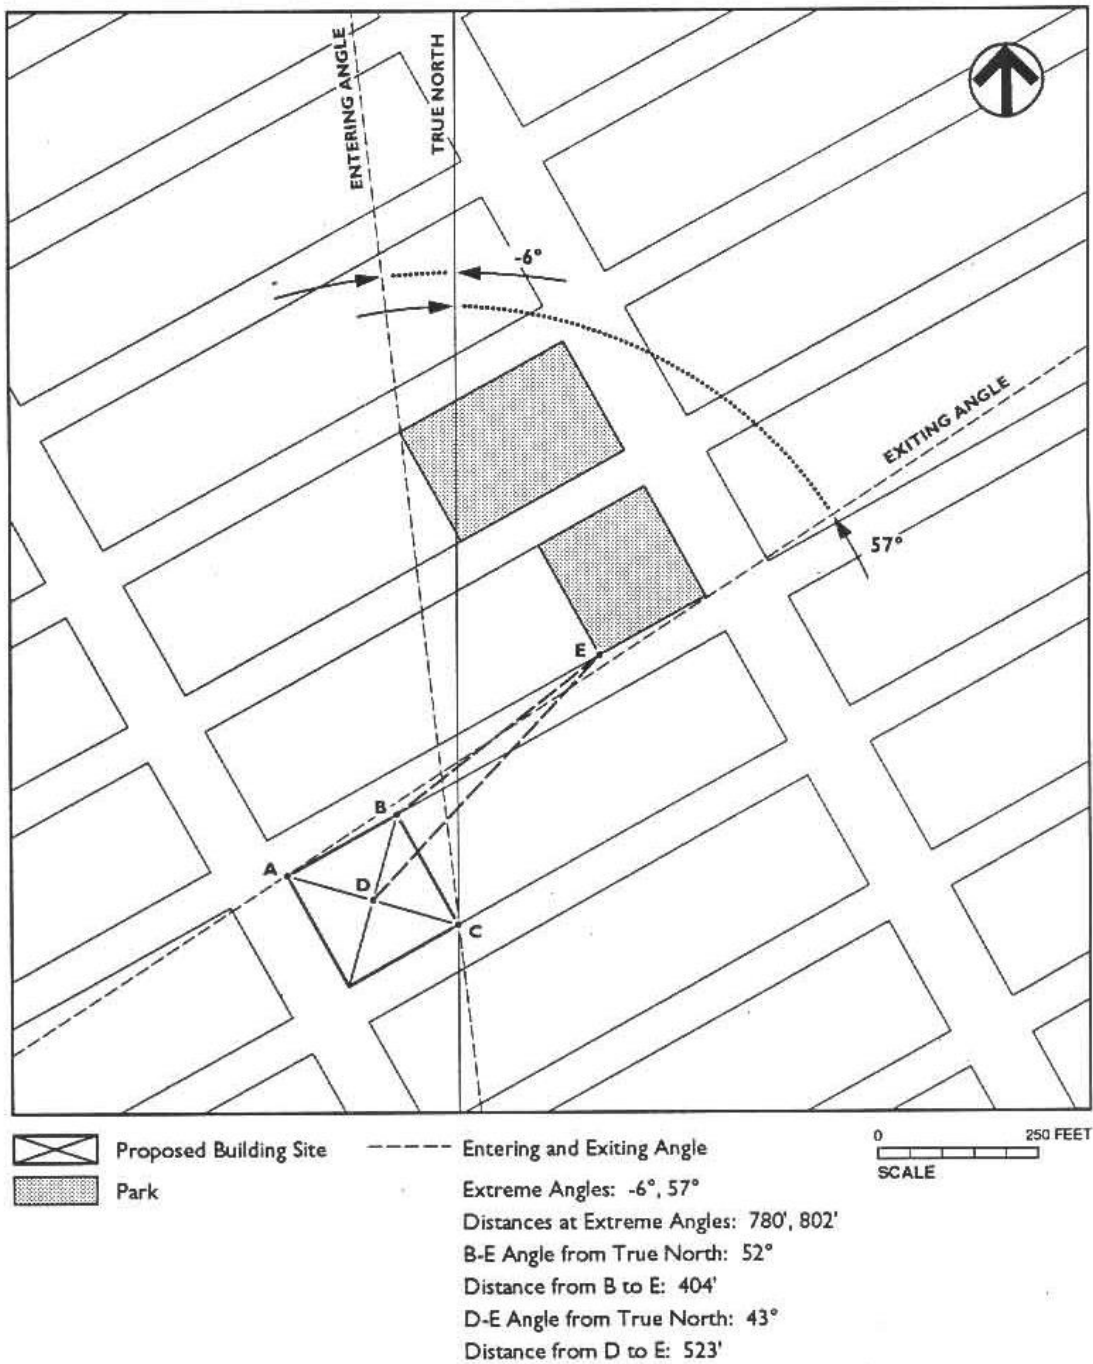 ENTERING ANGLE
TRUE NORTH
-6°
EXITING ANGLE
57°
E
B
A
D
C
0 250 FEET
SCALE
Proposed Building Site
Park
Entering and Exiting Angle
Extreme Angles: -6°, 57°
Distances at Extreme Angles: 780', 802'
B-E Angle from True North: 52°
Distance from B to E: 404'
D-E Angle from True North: 43°
Distance from D to E: 523'